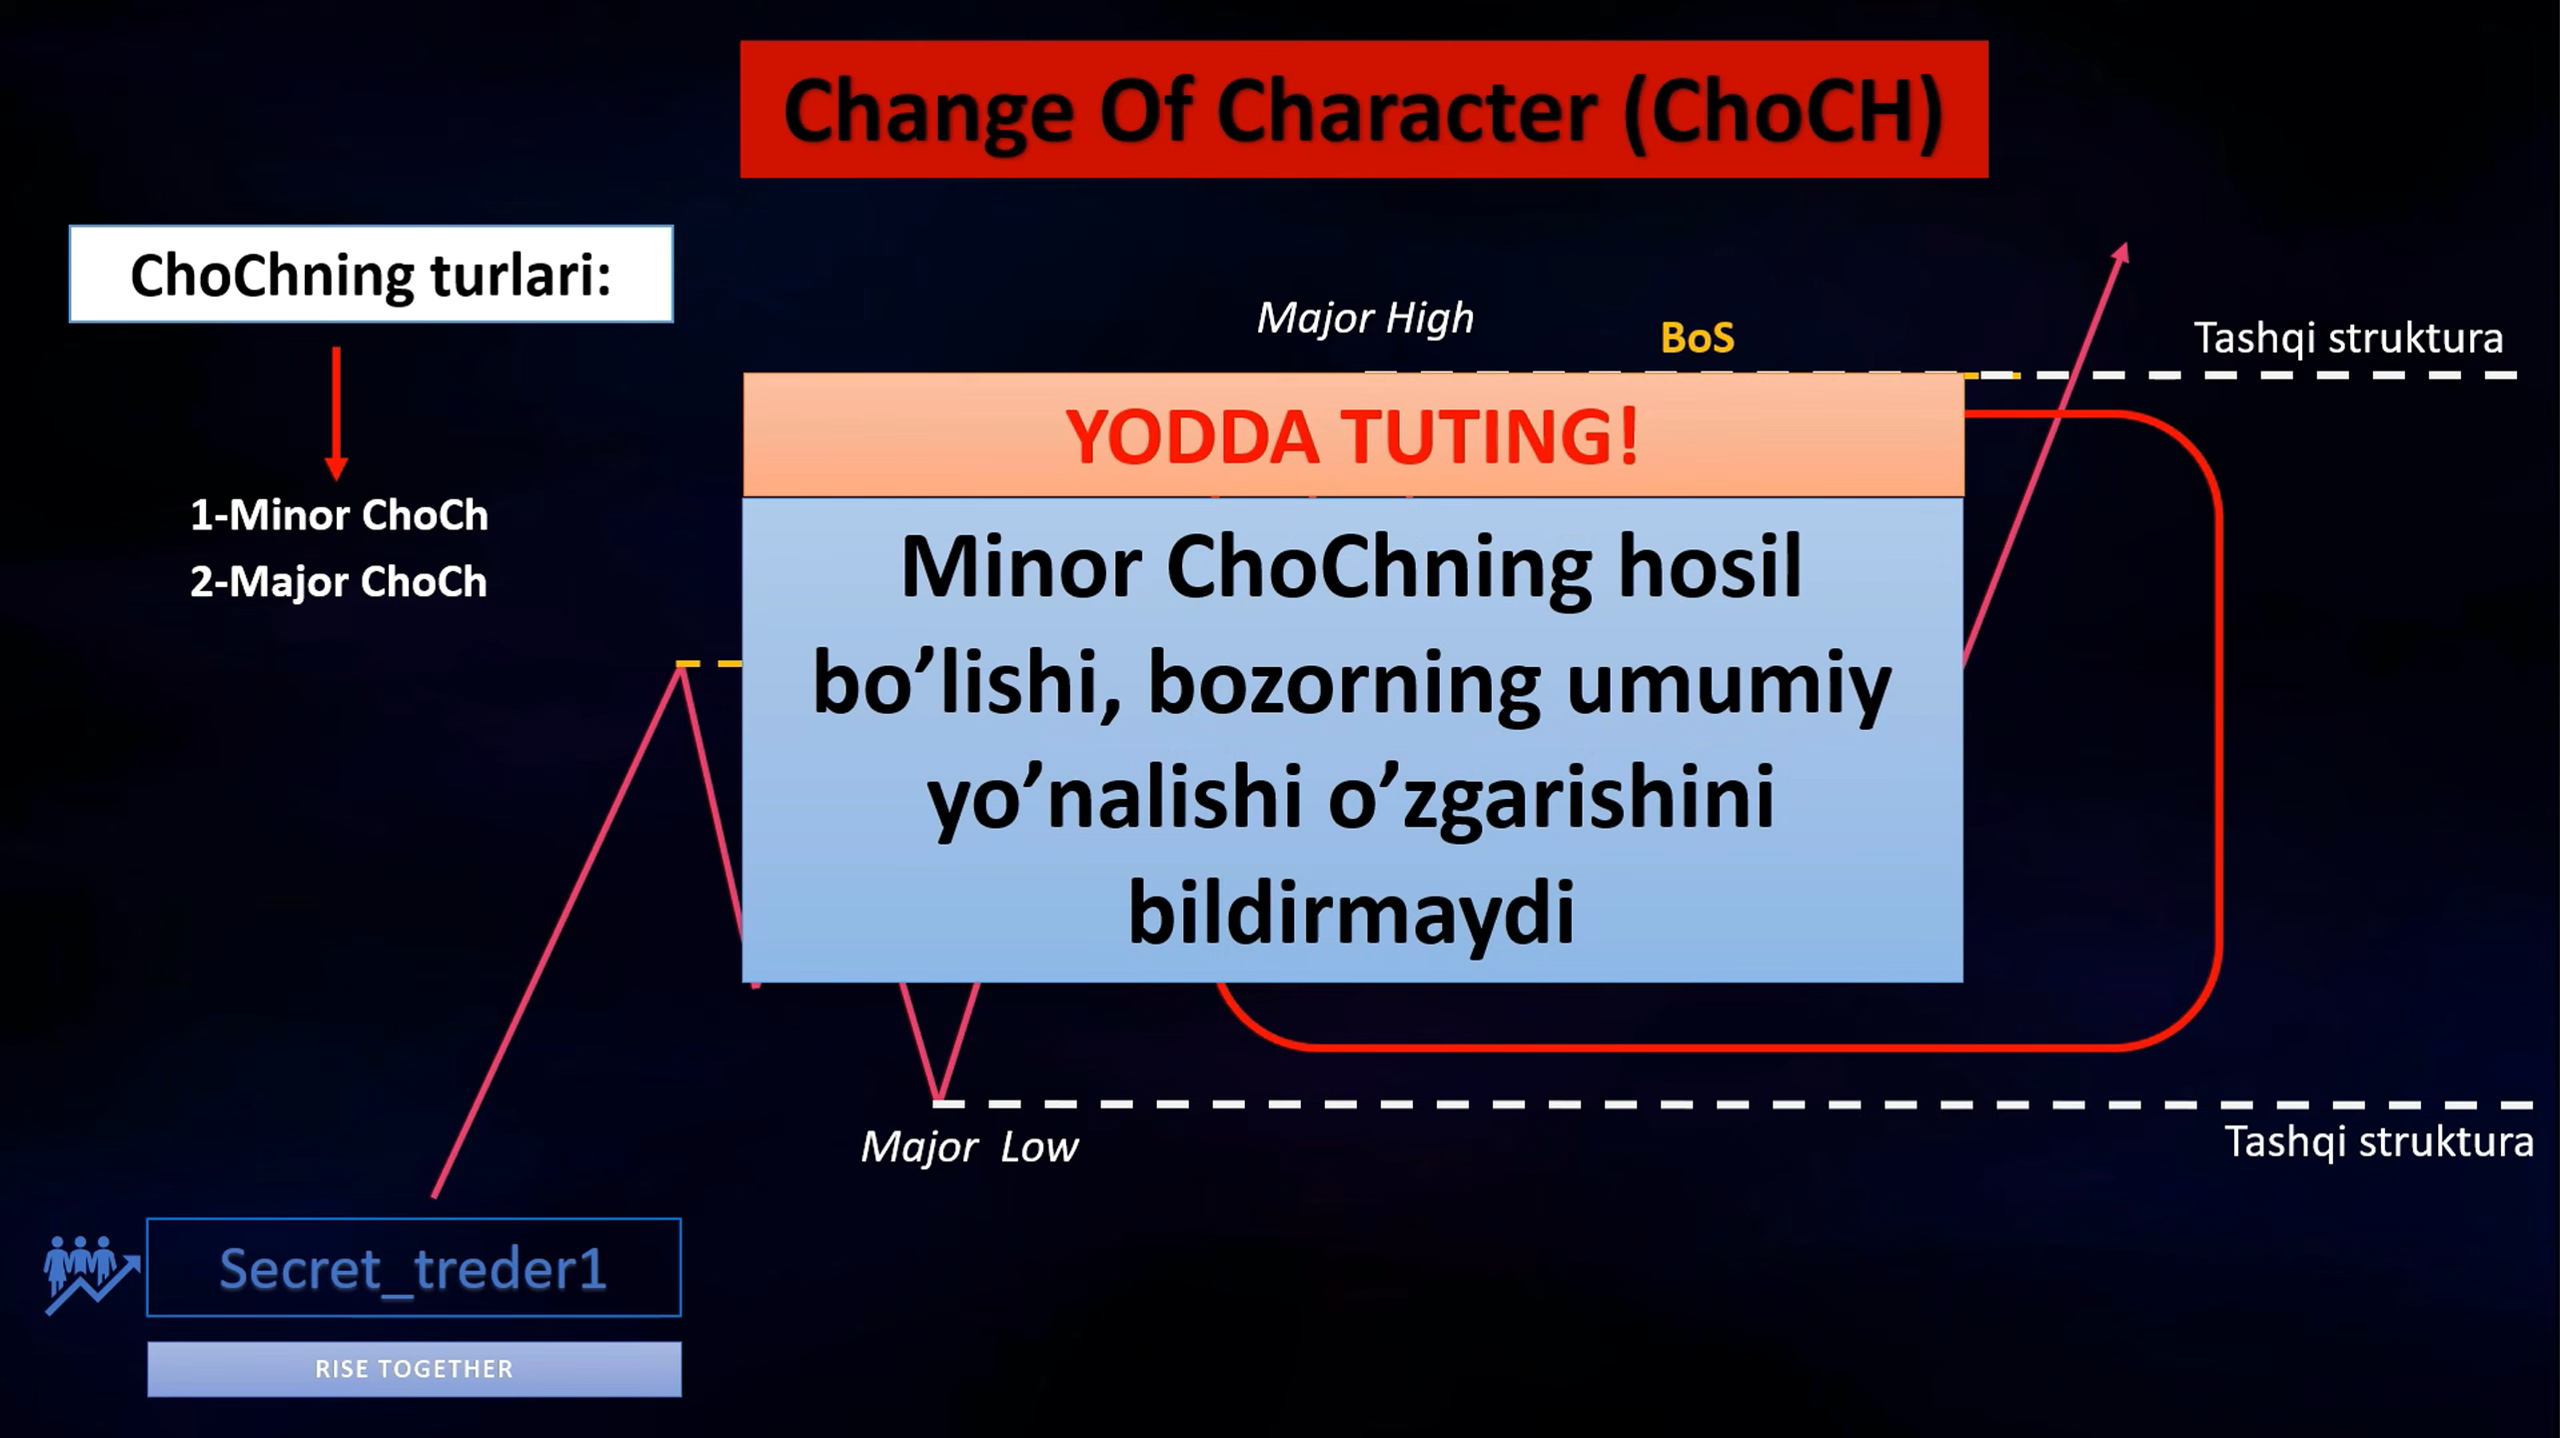 Change Of Character (ChoCH)
ChoChning turlari:
1-Minor ChoCh
2-Major ChoCh
Major High
BoS
Tashqi struktura
YODDA TUTING!
Minor ChoChning hosil
bo’lishi, bozorning umumiy
yo’nalishi o’zgarishini
bildirmaydi
Major Low
Tashqi struktura
Secret_treder1
RISE TOGETHER